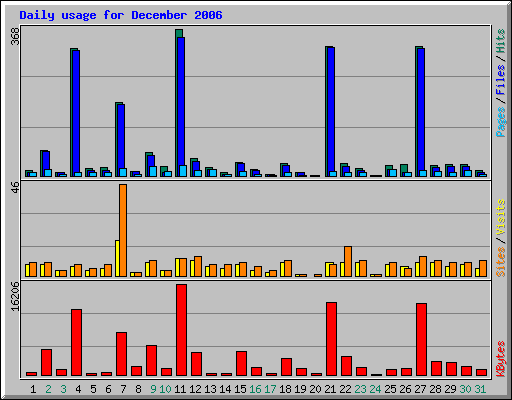 Daily usage for December 2006
368
Pages / Files / Hits
46
Sites / Visits
16206
KBytes
1 2 3 4 5 6 7 8 9 10 11 12 13 14 15 16 17 18 19 20 21 22 23 24 25 26 27 28 29 30 31